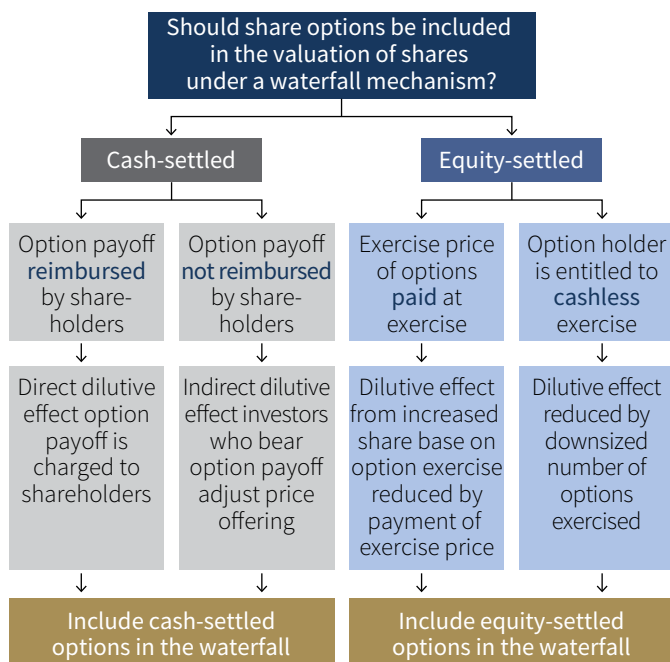 Should share options be included
in the valuation of shares
under a waterfall mechanism?
Cash-settled
Equity-settled
Option payoff
reimbursed
by share-
holders
Option payoff
not reimbursed
by share-
holders
Exercise price
of options
paid at
exercise
Option holder
is entitled to
cashless
exercise
Direct dilutive
effect option
payoff is
charged to
shareholders
Indirect dilutive
effect investors
who bear
option payoff
adjust price
offering
Dilutive effect
from increased
share base on
option exercise
reduced by
payment of
exercise price
Dilutive effect
reduced by
downsized
number of
options
exercised
Include cash-settled
options in the waterfall
Include equity-settled
options in the waterfall